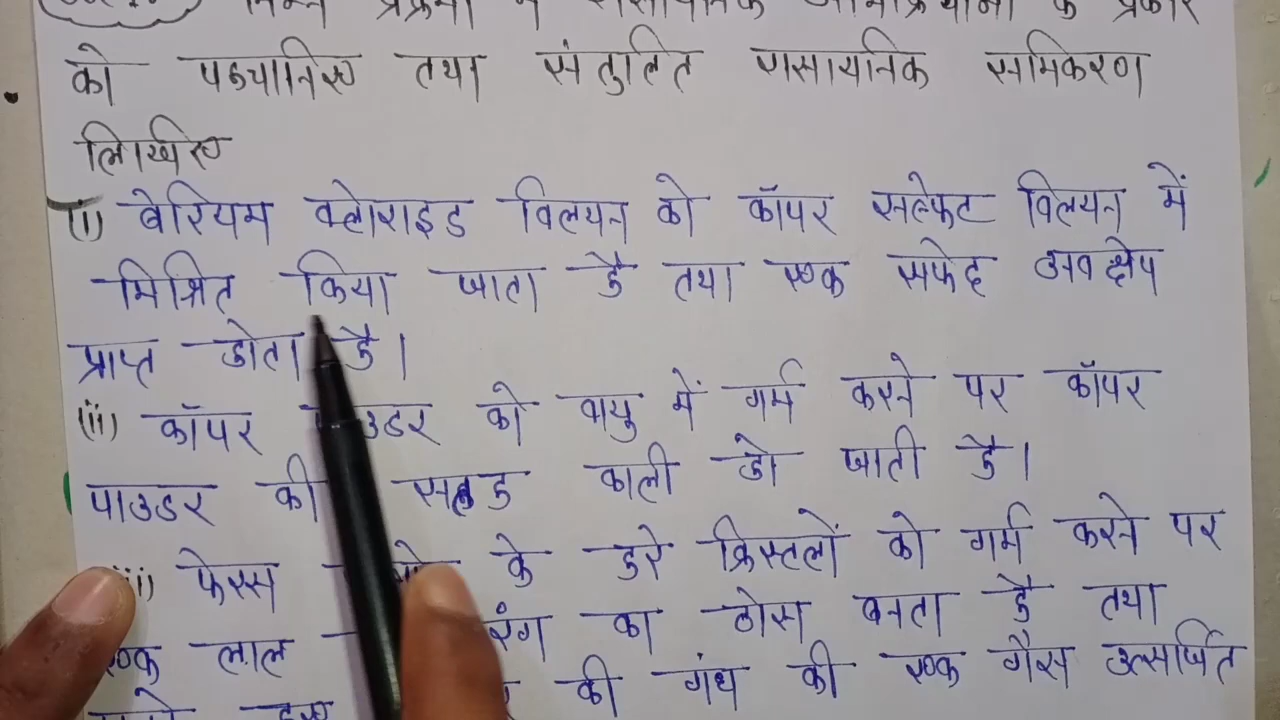 को पहचानिए तथा संतुलित रासायनिक समिकरण
लिखिए
(i) बेरियम क्लोराइड विलयन को कॉपर सल्फेट विलयन में
मिश्रित किया जाता है तथा एक सफेद अवक्षेप
प्राप्त होता है।
(ii) कॉपर उडर को वायु में गर्म करने पर कॉपर
पाउडर की सतह काली हो जाती है।
फेरस के हरे क्रिस्टलों को गर्म करने पर
एक लाल रंग का ठोस बनता है तथा
की गंध की एक गैस उत्सर्जित